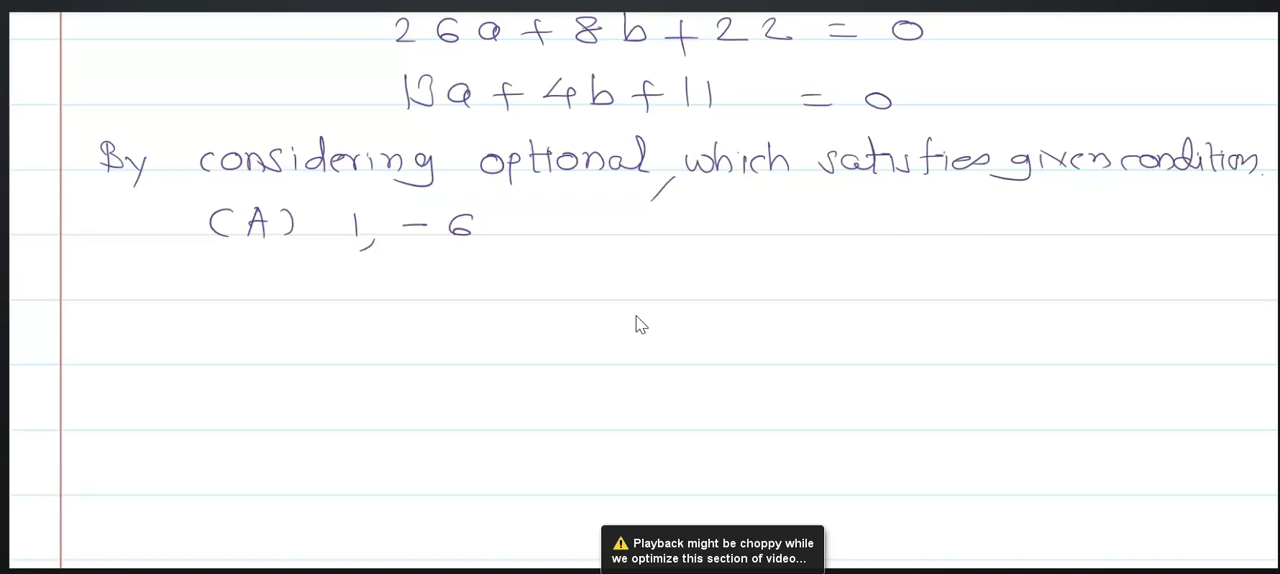 26a + 8b + 22 = 0
13a + 4b + 11 = 0
By considering optional, which satisfies given condition.
(A) 1, - 6
Playback might be choppy while
we optimize this section of video...